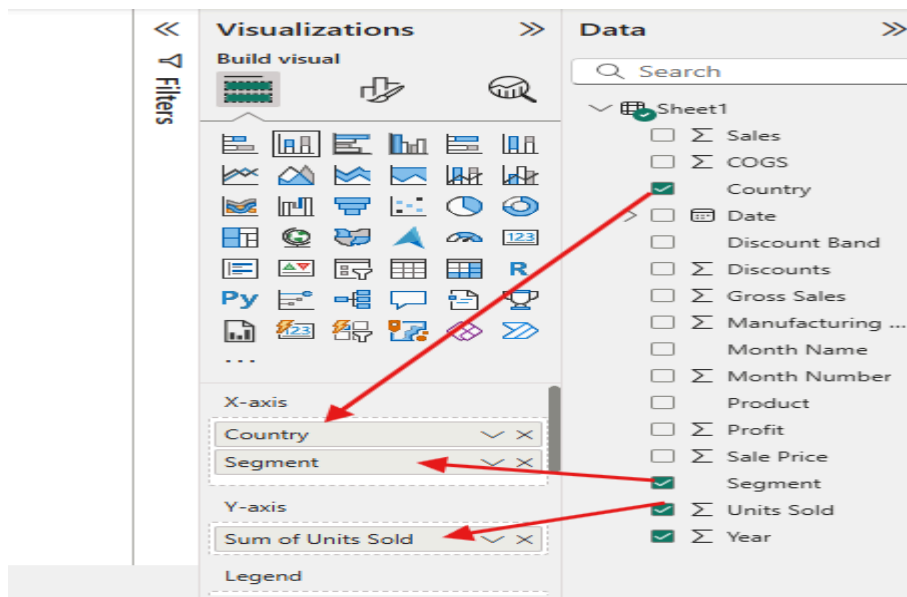 Filters
Visualizations
Build visual
123
R
Py
123
...
X-axis
Country
Segment
Y-axis
Sum of Units Sold
Legend
Data
Search
Sheet1
Σ Sales
Σ COGS
Country
Date
Discount Band
Σ Discounts
Σ Gross Sales
Σ Manufacturing ...
Month Name
Σ Month Number
Product
Σ Profit
Σ Sale Price
Segment
Σ Units Sold
Σ Year